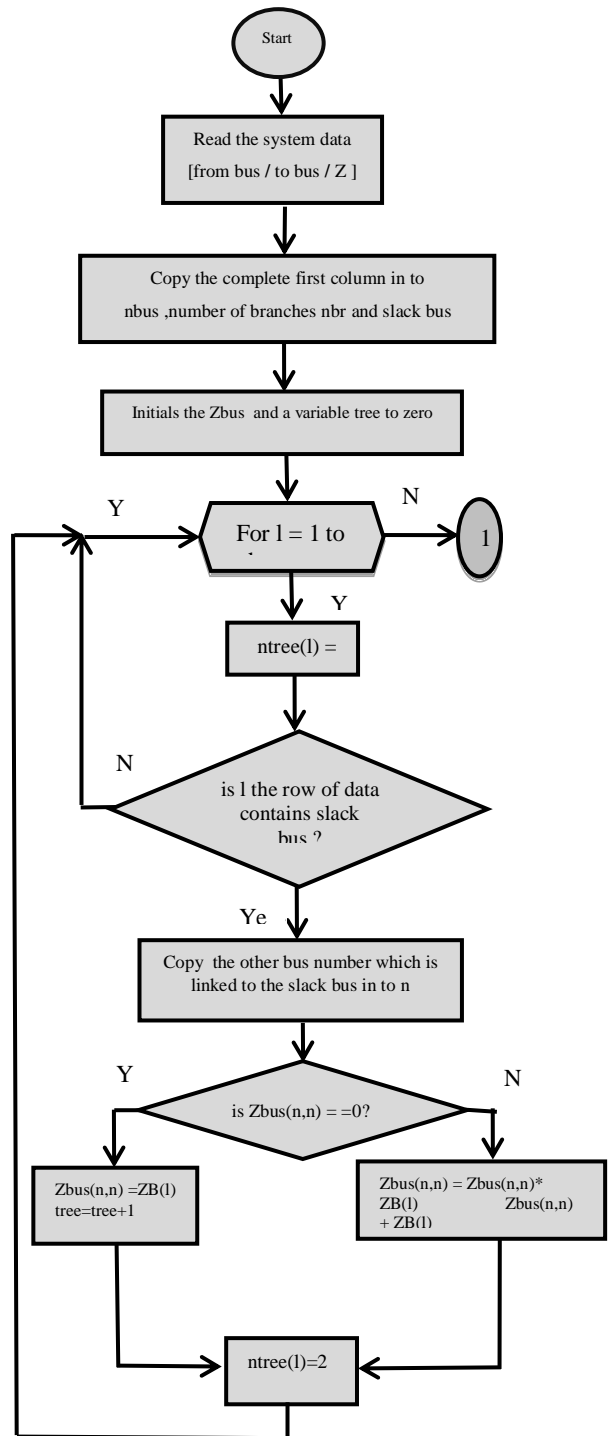 Start
Read the system data
[from bus / to bus / Z ]
Copy the complete first column in to
nbus ,number of branches nbr and slack bus
Initials the Zbus and a variable tree to zero
Y
N
For l = 1 to
1
Y
ntree(l) =
N
is l the row of data
contains slack
bus ?
Ye
Copy the other bus number which is
linked to the slack bus in to n
Y
N
is Zbus(n,n) = =0?
Zbus(n,n) =ZB(l)
tree=tree+1
Zbus(n,n) = Zbus(n,n)*
ZB(l) Zbus(n,n)
+ ZB(l)
ntree(l)=2